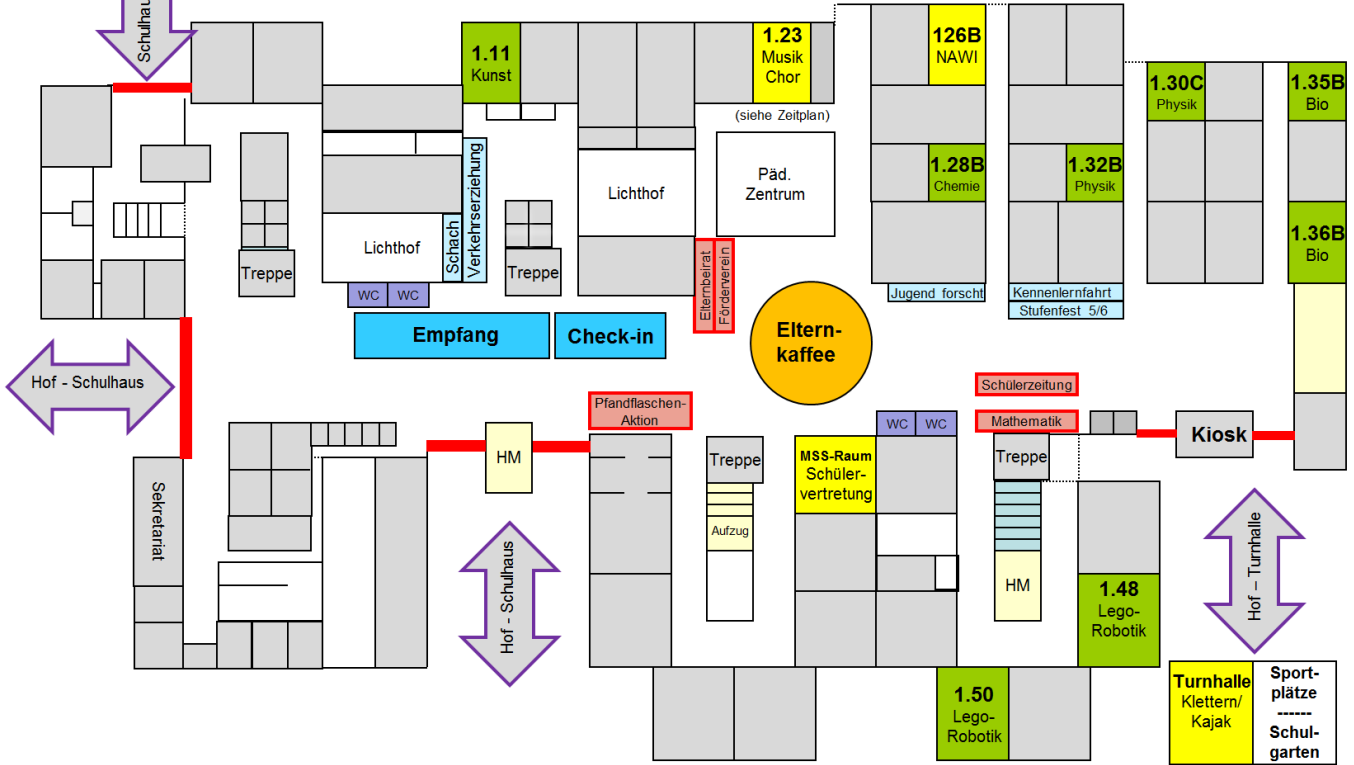 Schulhaus
1.11
Kunst
1.23
Musik
Chor
(siehe Zeitplan)
126B
NAWI
1.30C
Physik
1.35B
Bio
1.28B
Chemie
1.32B
Physik
1.36B
Bio
Lichthof
Päd.
Zentrum
Lichthof
Schach
Verkehrserziehung
Treppe
Treppe
WC
WC
Elternbeirat
Förderverein
Jugend forscht
Kennenlernfahrt
Stufenfest 5/6
Empfang
Check-in
Eltern-
kaffee
Hof - Schulhaus
Schülerzeitung
Mathematik
Pfandflaschen-
Aktion
WC
WC
Kiosk
HM
Treppe
MSS-Raum
Schüler-
vertretung
Treppe
Sekretariat
Aufzug
Hof - Schulhaus
HM
1.48
Lego-
Robotik
Hof – Turnhalle
1.50
Lego-
Robotik
Turnhalle
Klettern/
Kajak
Sport-
plätze
------
Schul-
garten